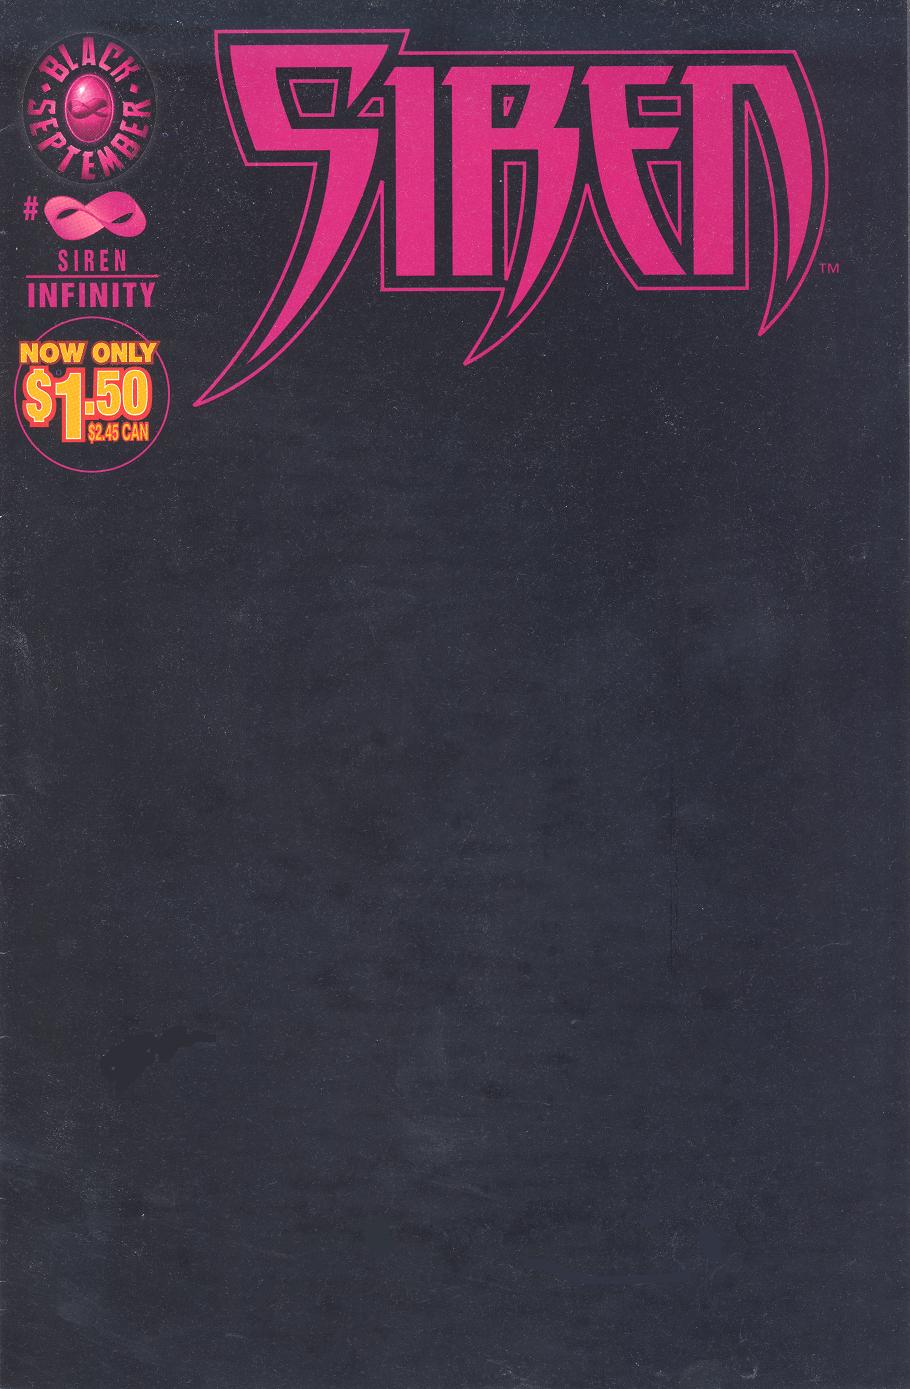 BLACK
SEPTEMBER
#∞
SIREN
INFINITY
NOW ONLY
$1.50
$2.45 CAN
SIREN
TM